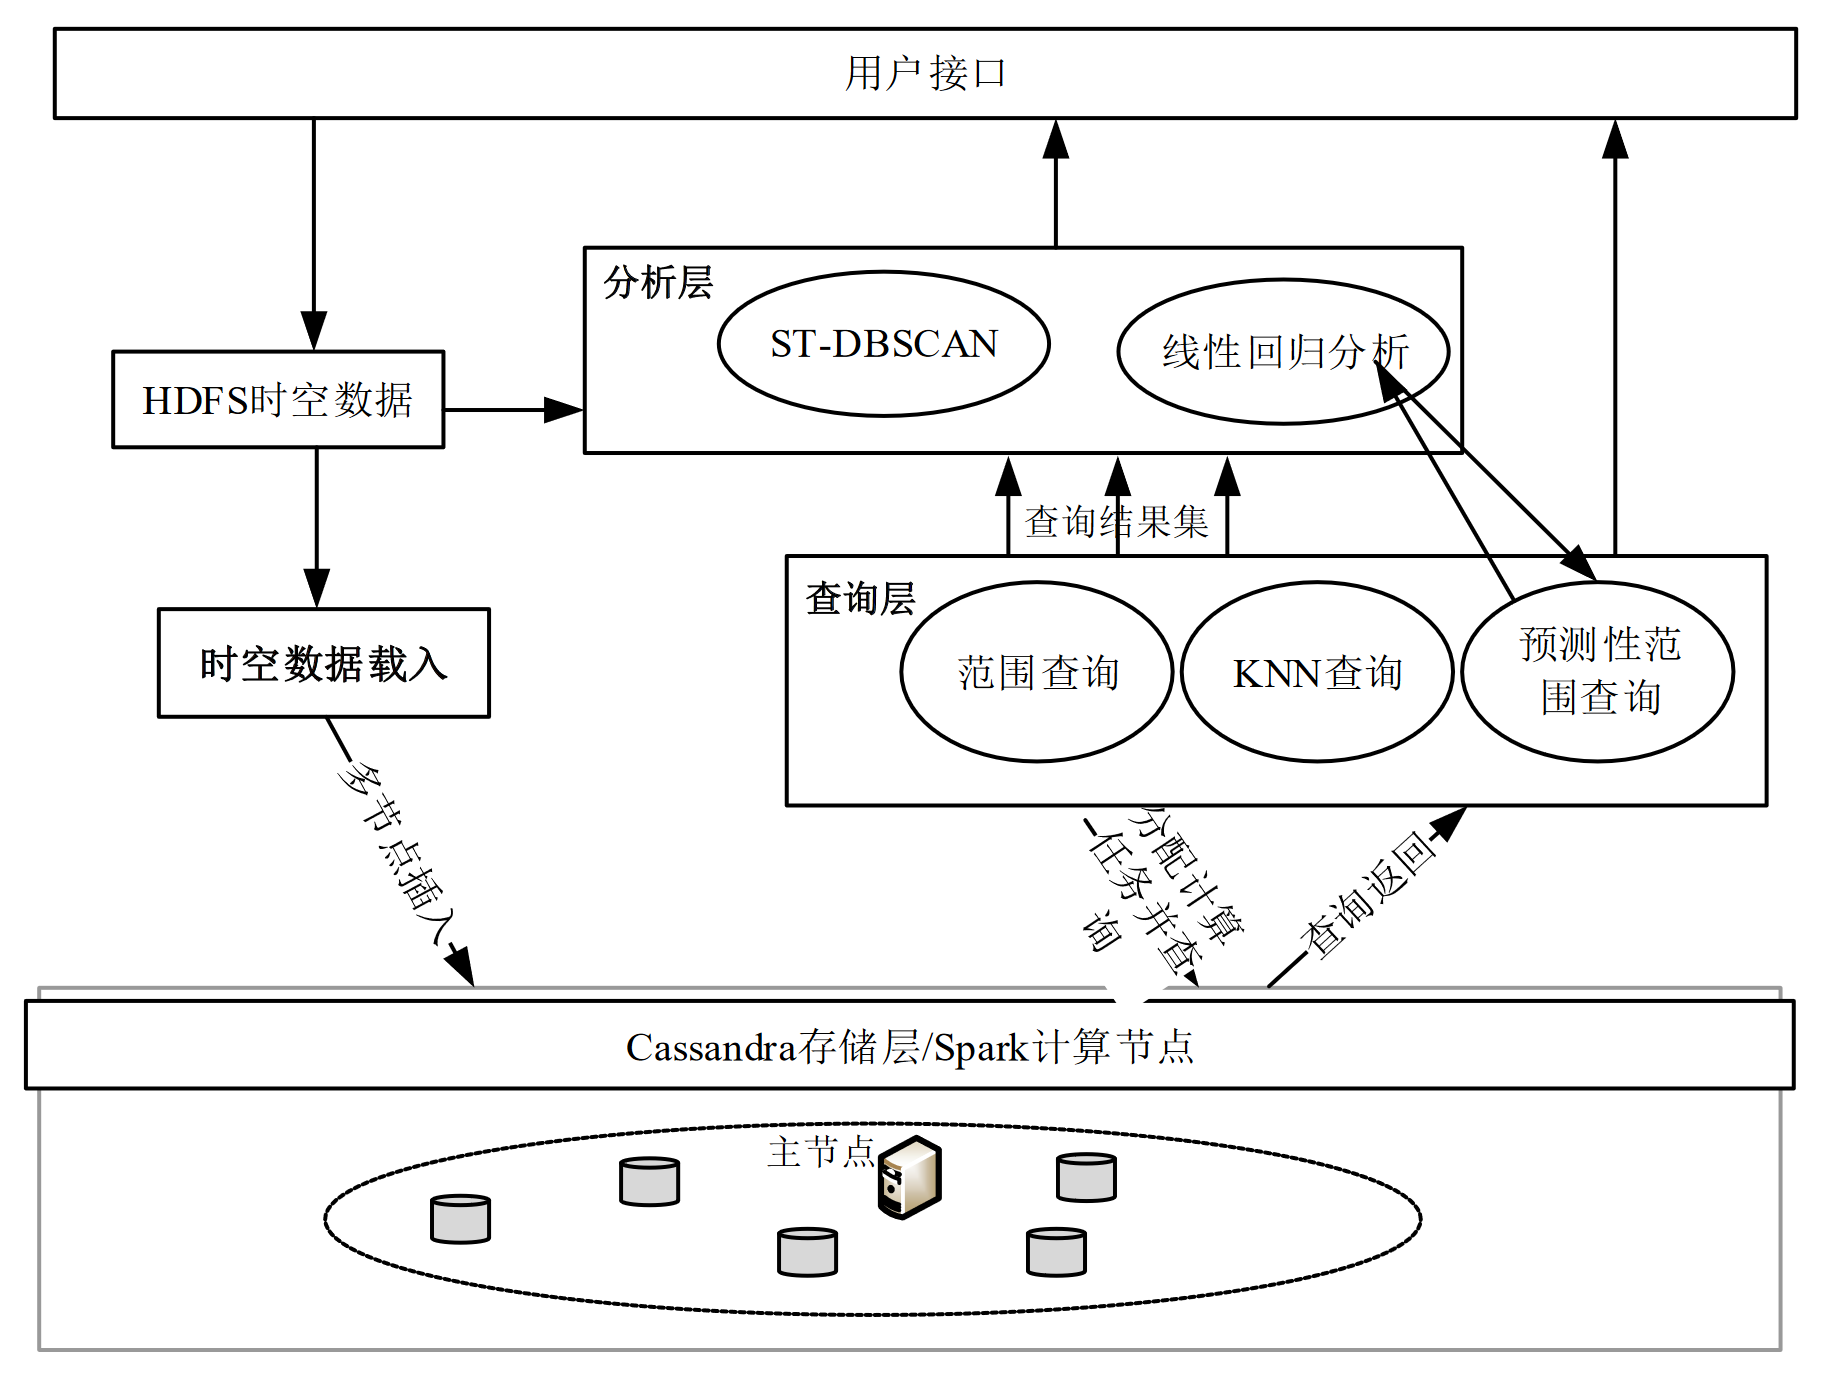 用户接口
分析层
ST-DBSCAN
线性回归分析
HDFS时空数据
查询结果集
查询层
范围查询
KNN查询
预测性范
围查询
时空数据载入
多节点插入
分配计算
任务并查
询
查询返回
Cassandra存储层/Spark计算节点
主节点